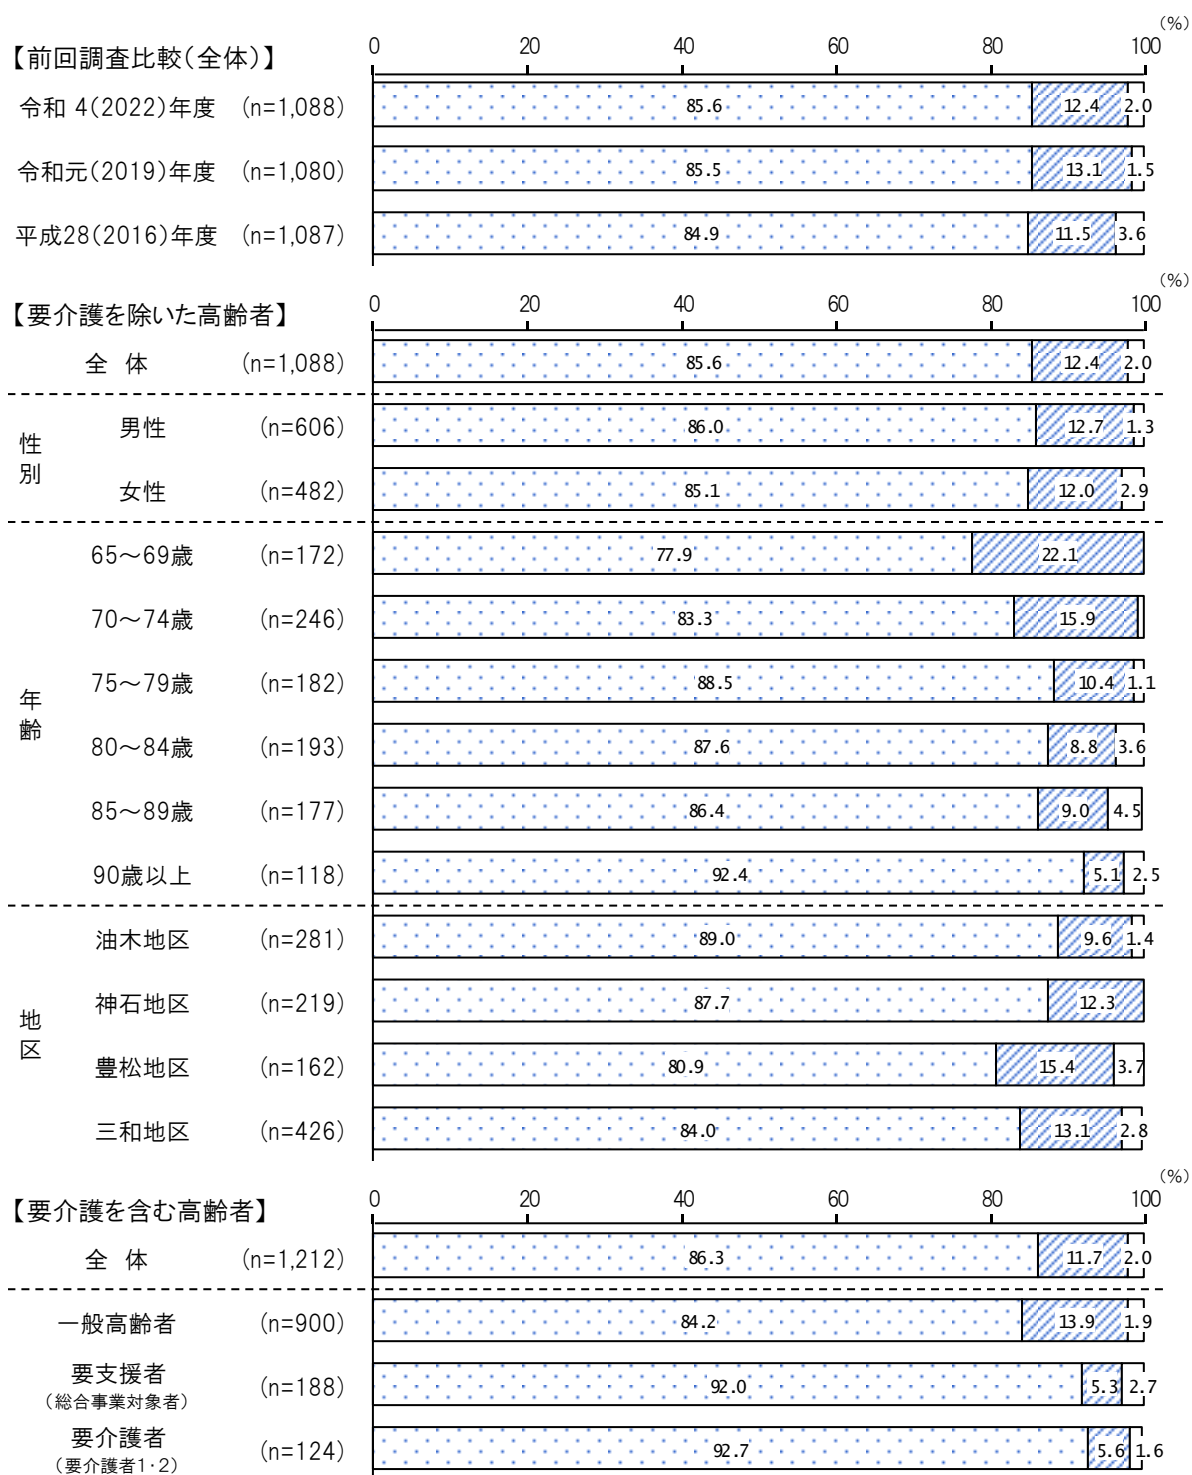 (%)
【前回調査比較(全体)】 0 20 40 60 80 100
令和 4(2022)年度 (n=1,088) 85.6 12.4 2.0
令和元(2019)年度 (n=1,080) 85.5 13.1 1.5
平成28(2016)年度 (n=1,087) 84.9 11.5 3.6
(%)
【要介護を除いた高齢者】 0 20 40 60 80 100
全 体 (n=1,088) 85.6 12.4 2.0
性別
男性 (n=606) 86.0 12.7 1.3
女性 (n=482) 85.1 12.0 2.9
年齢
65～69歳 (n=172) 77.9 22.1
70～74歳 (n=246) 83.3 15.9
75～79歳 (n=182) 88.5 10.4 1.1
80～84歳 (n=193) 87.6 8.8 3.6
85～89歳 (n=177) 86.4 9.0 4.5
90歳以上 (n=118) 92.4 5.1 2.5
地区
油木地区 (n=281) 89.0 9.6 1.4
神石地区 (n=219) 87.7 12.3
豊松地区 (n=162) 80.9 15.4 3.7
三和地区 (n=426) 84.0 13.1 2.8
(%)
【要介護を含む高齢者】 0 20 40 60 80 100
全 体 (n=1,212) 86.3 11.7 2.0
一般高齢者 (n=900) 84.2 13.9 1.9
要支援者
(総合事業対象者) (n=188) 92.0 5.3 2.7
要介護者
(要介護者1・2) (n=124) 92.7 5.6 1.6